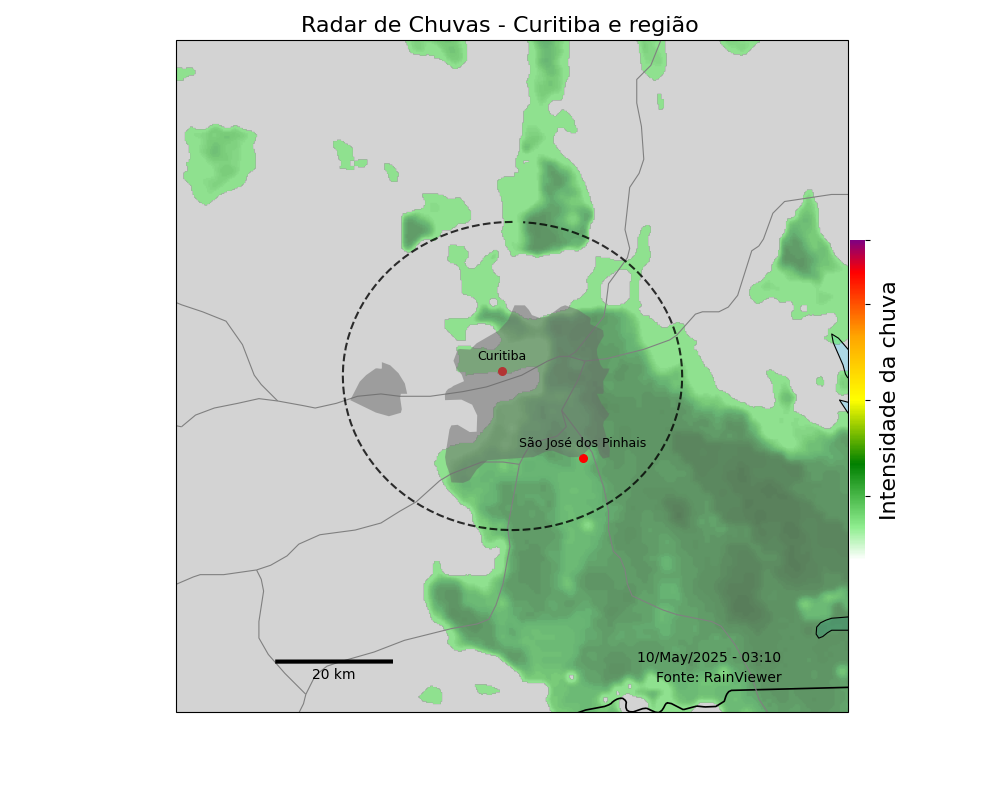 Radar de Chuvas - Curitiba e região
Curitiba
São José dos Pinhais
Intensidade da chuva
10/May/2025 - 03:10
Fonte: RainViewer
20 km